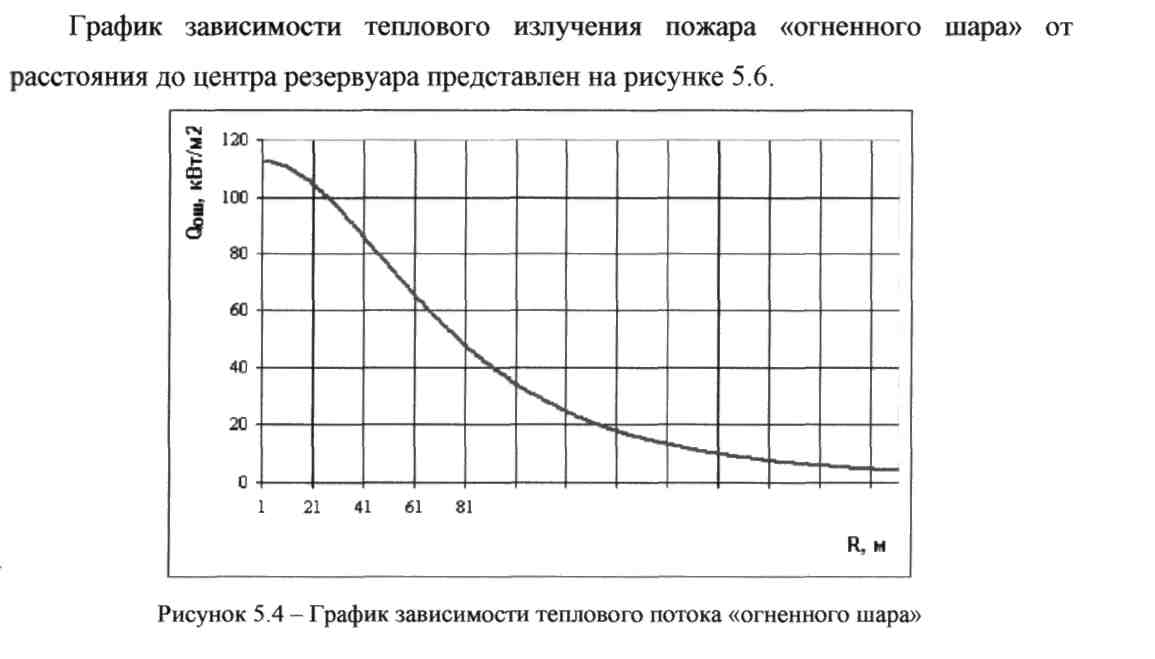 График зависимости теплового излучения пожара «огненного шара» от
расстояния до центра резервуара представлен на рисунке 5.6.
Qош, кВт/м2
120
100
80
60
40
20
0
1 21 41 61 81
R, м
Рисунок 5.4 – График зависимости теплового потока «огненного шара»